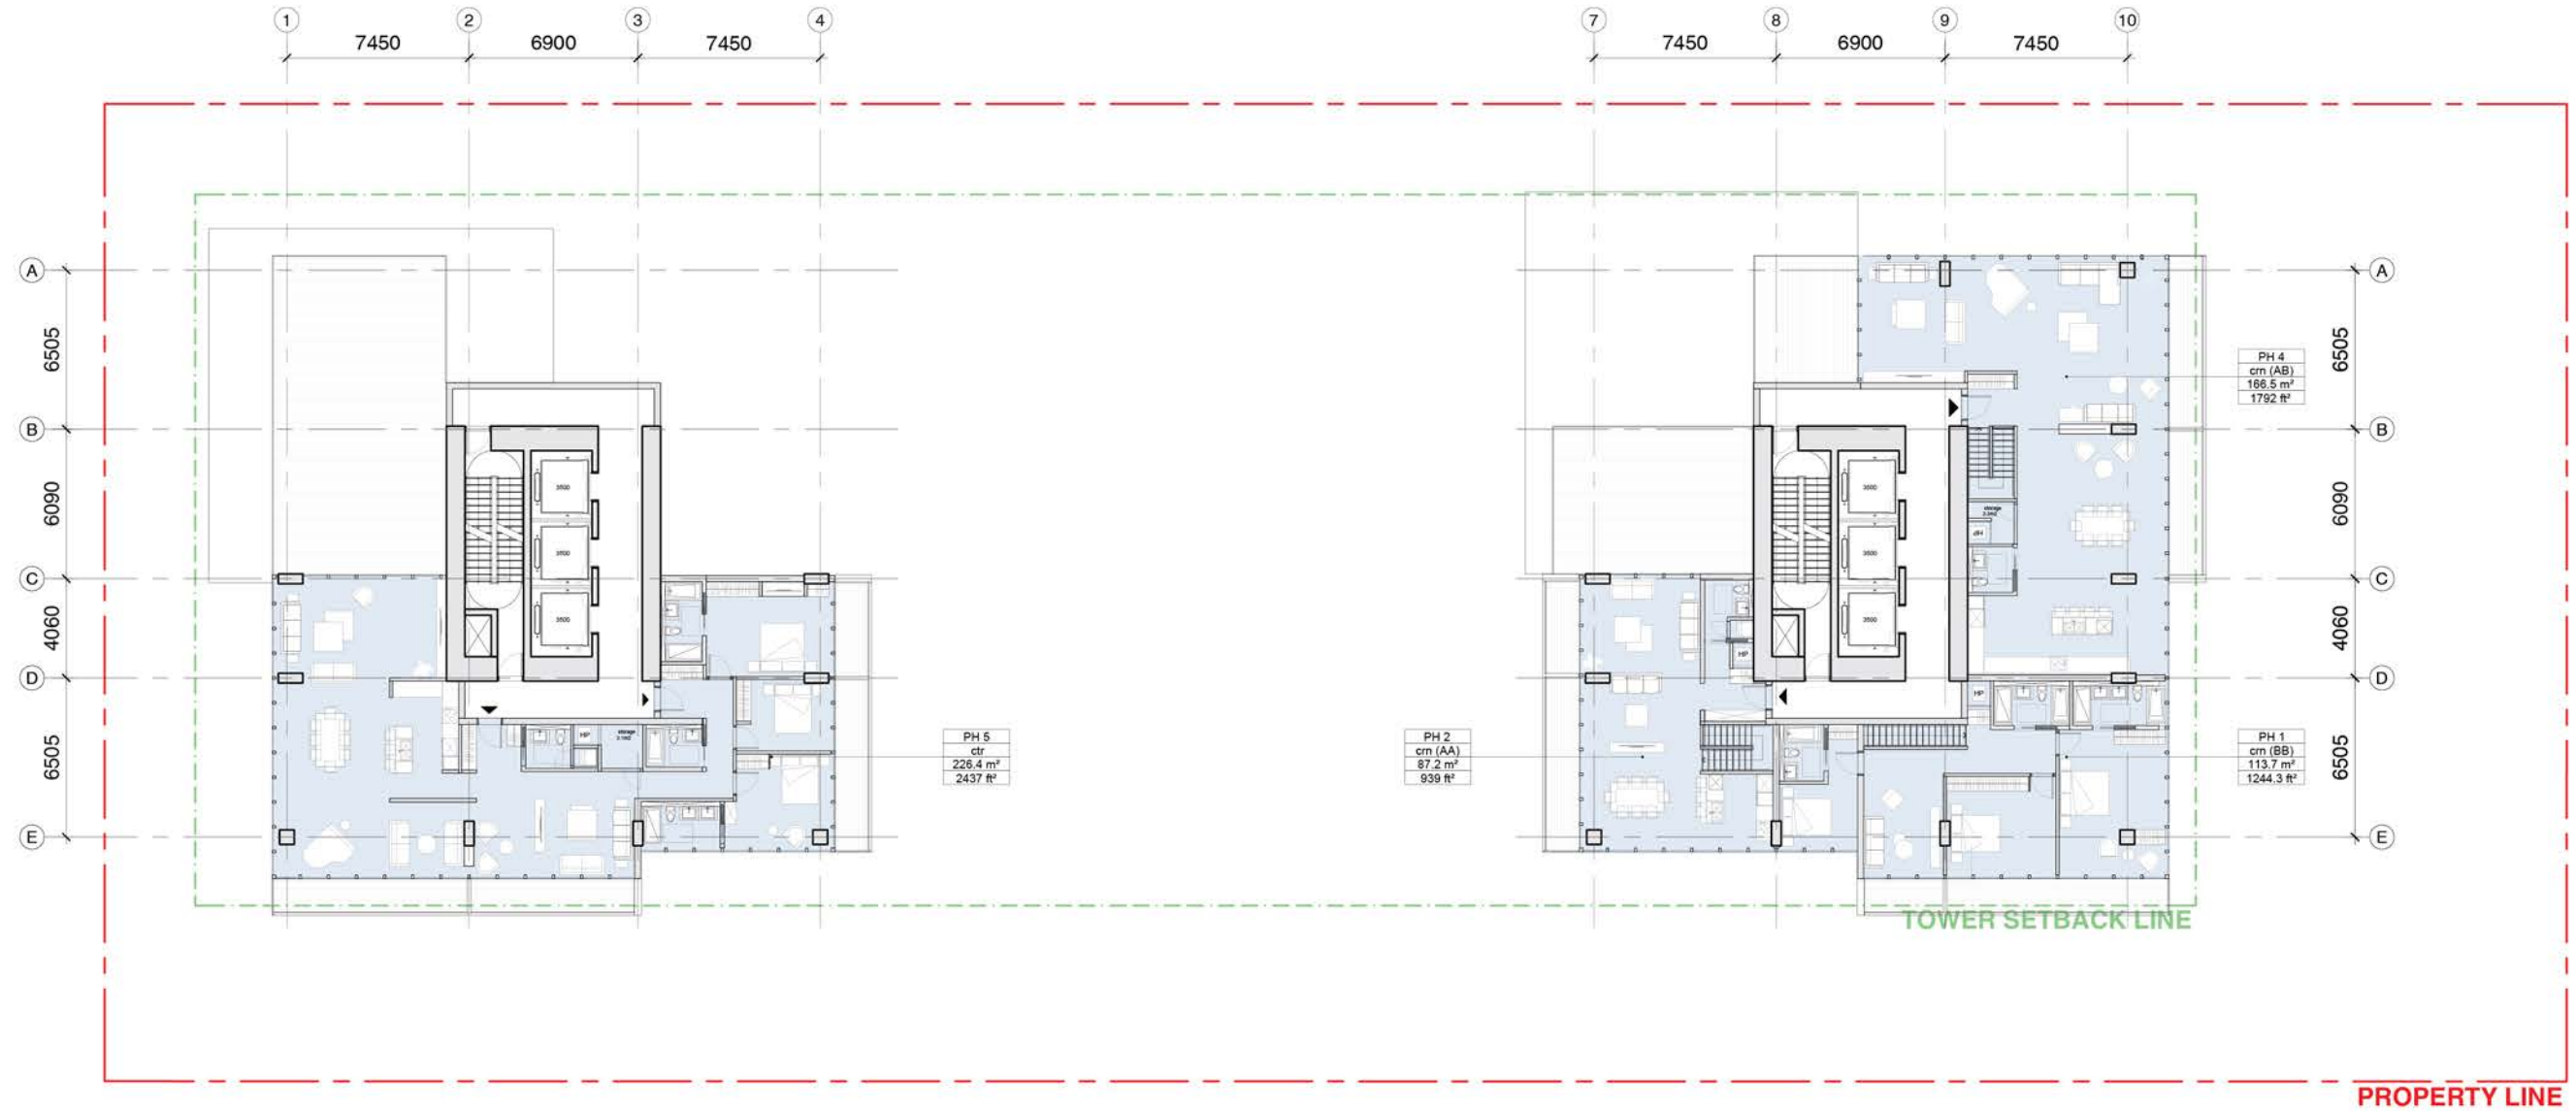 1 2 3 4 7 8 9 10
7450 6900 7450 7450 6900 7450
A A
6505 6505
PH 4
crn (AB)
166.5 m²
1792 ft²
B B
6090 6090
3500 3500
storage
3500 3500
C C
4060 4060
3500 3500
HP
D D
HP
6505 6505
HP storage
PH 5
ctr
226.4 m²
2437 ft²
PH 2
crn (AA)
87.2 m²
939 ft²
PH 1
crn (BB)
113.7 m²
1244.3 ft²
E E
TOWER SETBACK LINE
PROPERTY LINE